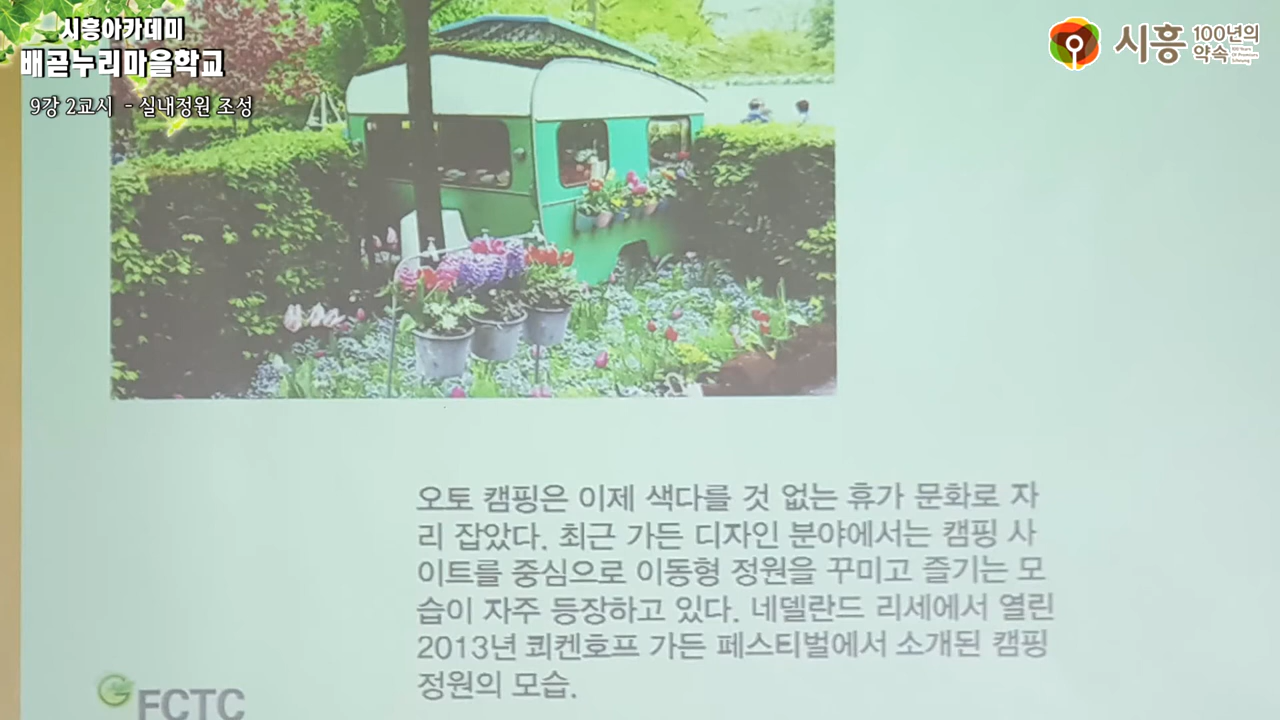 시흥아카데미
배곧누리마을학교
9강 2교시 - 실내정원 조성
시흥 100년의
약속
오토 캠핑은 이제 색다를 것 없는 휴가 문화로 자
리 잡았다. 최근 가든 디자인 분야에서는 캠핑 사
이트를 중심으로 이동형 정원을 꾸미고 즐기는 모
습이 자주 등장하고 있다. 네델란드 리세에서 열린
2013년 쾨켄호프 가든 페스티벌에서 소개된 캠핑
정원의 모습.
FCTC